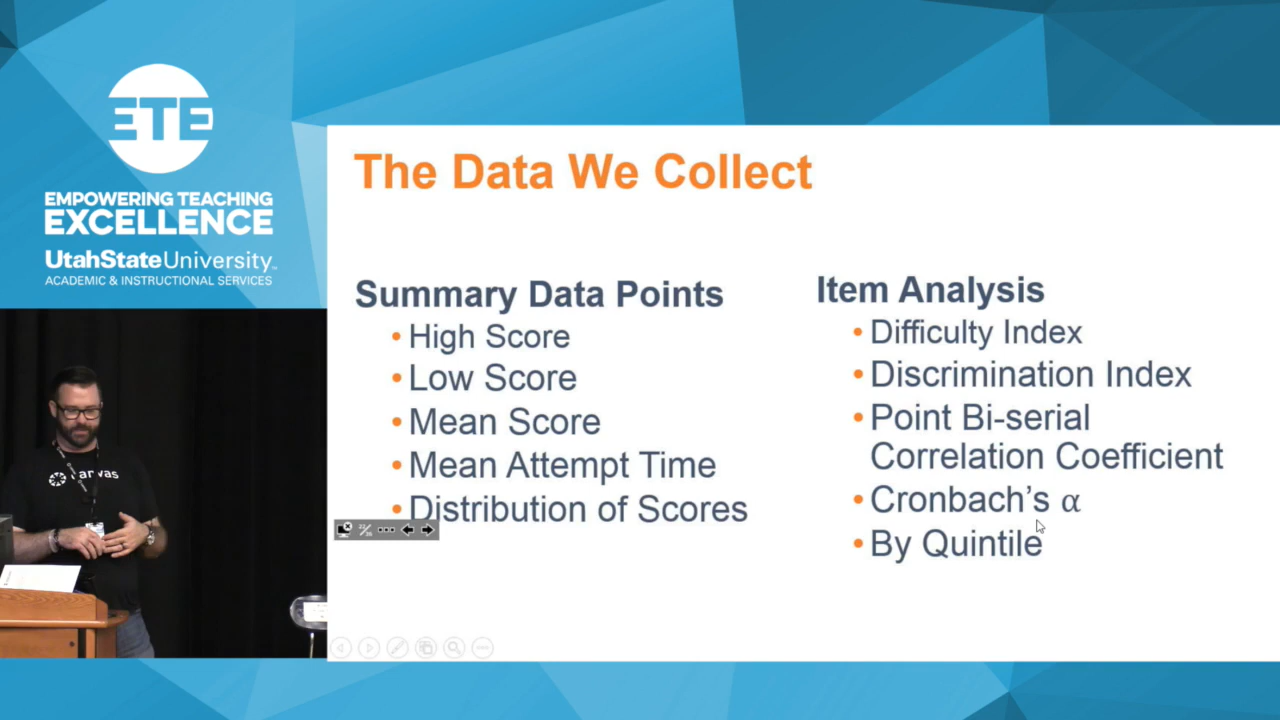 ETE
EMPOWERING TEACHING
EXCELLENCE
UtahStateUniversity
ACADEMIC & INSTRUCTIONAL SERVICES
The Data We Collect
Summary Data Points
• High Score
• Low Score
• Mean Score
• Mean Attempt Time
• Distribution of Scores
Item Analysis
• Difficulty Index
• Discrimination Index
• Point Bi-serial
Correlation Coefficient
• Cronbach’s α
• By Quintile